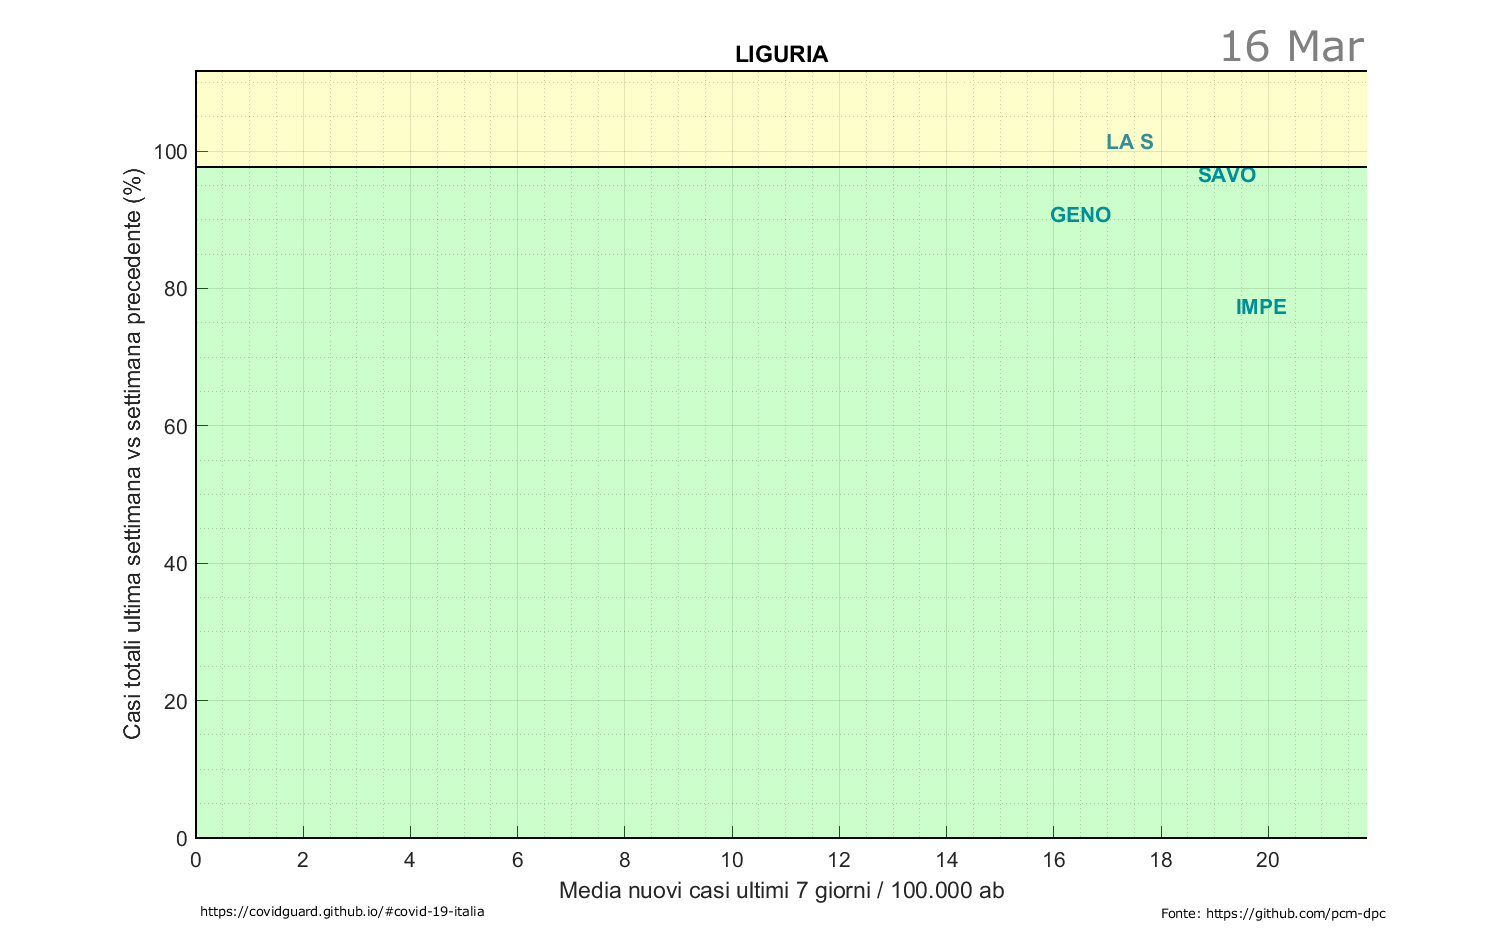 16 Mar
LIGURIA
Casi totali ultima settimana vs settimana precedente (%)
100
80
60
40
20
0
LA S
SAVO
GENO
IMPE
0 2 4 6 8 10 12 14 16 18 20
Media nuovi casi ultimi 7 giorni / 100.000 ab
https://covidguard.github.io/#covid-19-italia
Fonte: https://github.com/pcm-dpc